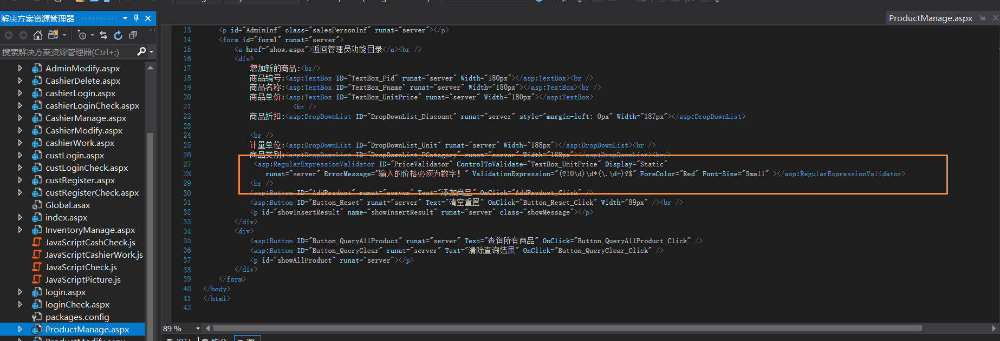 解决方案资源管理器
搜索解决方案资源管理器(Ctrl+;)
AdminModify.aspx
CashierDelete.aspx
cashierLogin.aspx
cashierLoginCheck.aspx
CashierManage.aspx
CashierModify.aspx
cashierWork.aspx
custLogin.aspx
custLoginCheck.aspx
custRegister.aspx
custRegisterCheck.aspx
Global.asax
index.aspx
InventoryManage.aspx
JavaScriptCashCheck.js
JavaScriptCashierWork.js
JavaScriptCheck.js
JavaScriptPicture.js
login.aspx
loginCheck.aspx
packages.config
ProductManage.aspx
ProductManage.aspx
13 <p id="AdminInf" class="salesPersonInf" runat="server"></p>
14 <form id="form1" runat="server">
15 <a href="show.aspx">返回管理员功能目录</a><br />
16 <div>
17 增加新的商品:<br/>
18 商品编号:<asp:TextBox ID="TextBox_Pid" runat="server" Width="180px"></asp:TextBox><br />
19 商品名称:<asp:TextBox ID="TextBox_Pname" runat="server" Width="180px"></asp:TextBox><br />
20 商品单价:<asp:TextBox ID="TextBox_UnitPrice" runat="server" Width="180px"></asp:TextBox>
21 <br />
22 商品折扣:<asp:DropDownList ID="DropDownList_Discount" runat="server" style="margin-left: 0px" Width="187px"></asp:DropDownList>
23
24 <br />
25 计量单位:<asp:DropDownList ID="DropDownList_Unit" runat="server" Width="188px"></asp:DropDownList><br />
26 商品类别:<asp:DropDownList ID="DropDownList_PCategory" runat="server" Width="188px"></asp:DropDownList><br/>
27 <asp:RegularExpressionValidator ID="PriceValidator" ControlToValidate="TextBox_UnitPrice" Display="Static"
28 runat="server" ErrorMessage="输入的价格必须为数字！" ValidationExpression="(?!0\d)\d*(\.\d+)?$" ForeColor="Red" Font-Size="Small" ></asp:RegularExpressionValidator>
29 <br />
30 <asp:Button ID="AddProduct" runat="server" Text="添加商品" OnClick="AddProduct_Click" />
31 <asp:Button ID="Button_Reset" runat="server" Text="清空重置" OnClick="Button_Reset_Click" Width="89px" /><br />
32 <p id="showInsertResult" name="showInsertResult" runat="server" class="showMessage"></p>
33 </div>
34 <div>
35 <asp:Button ID="Button_QueryAllProduct" runat="server" Text="查询所有商品" OnClick="Button_QueryAllProduct_Click" />
36 <asp:Button ID="Button_QueryClear" runat="server" Text="清除查询结果" OnClick="Button_QueryClear_Click" />
37 <p id="showAllProduct" runat="server"></p>
38 </div>
39 </form>
40 </body>
41 </html>
42
89 %